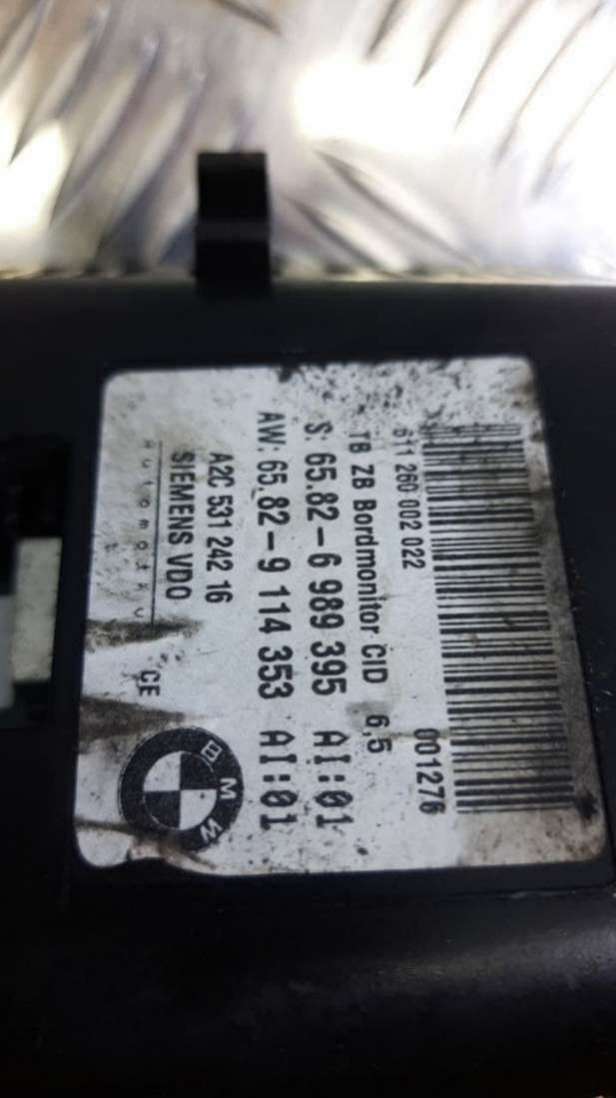 611 260 002 022 001276
TB ZB Bordmonitor CID 6,5
S: 65.82-6 989 395 AI:01
AW: 65.82-9 114 353 AI:01
A2C 531 242 16
SIEMENS VDO
Automotive
CE
BMW